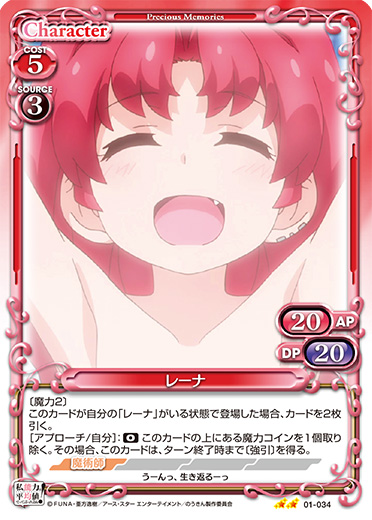 Precious Memories
Character
COST
5
SOURCE
3
20 AP
DP 20
レーナ
[魔力2]
このカードが自分の「レーナ」がいる状態で登場した場合、カードを2枚
引く。
[アプローチ/自分]: このカードの上にある魔力コインを1個取り
除く。その場合、このカードは、ターン終了時まで[強引]を得る。
魔術師
うーんっ、生き返るーっ
©FUNA・亜方逸樹/アース・スター エンターテイメント/のうきん製作委員会
01-034